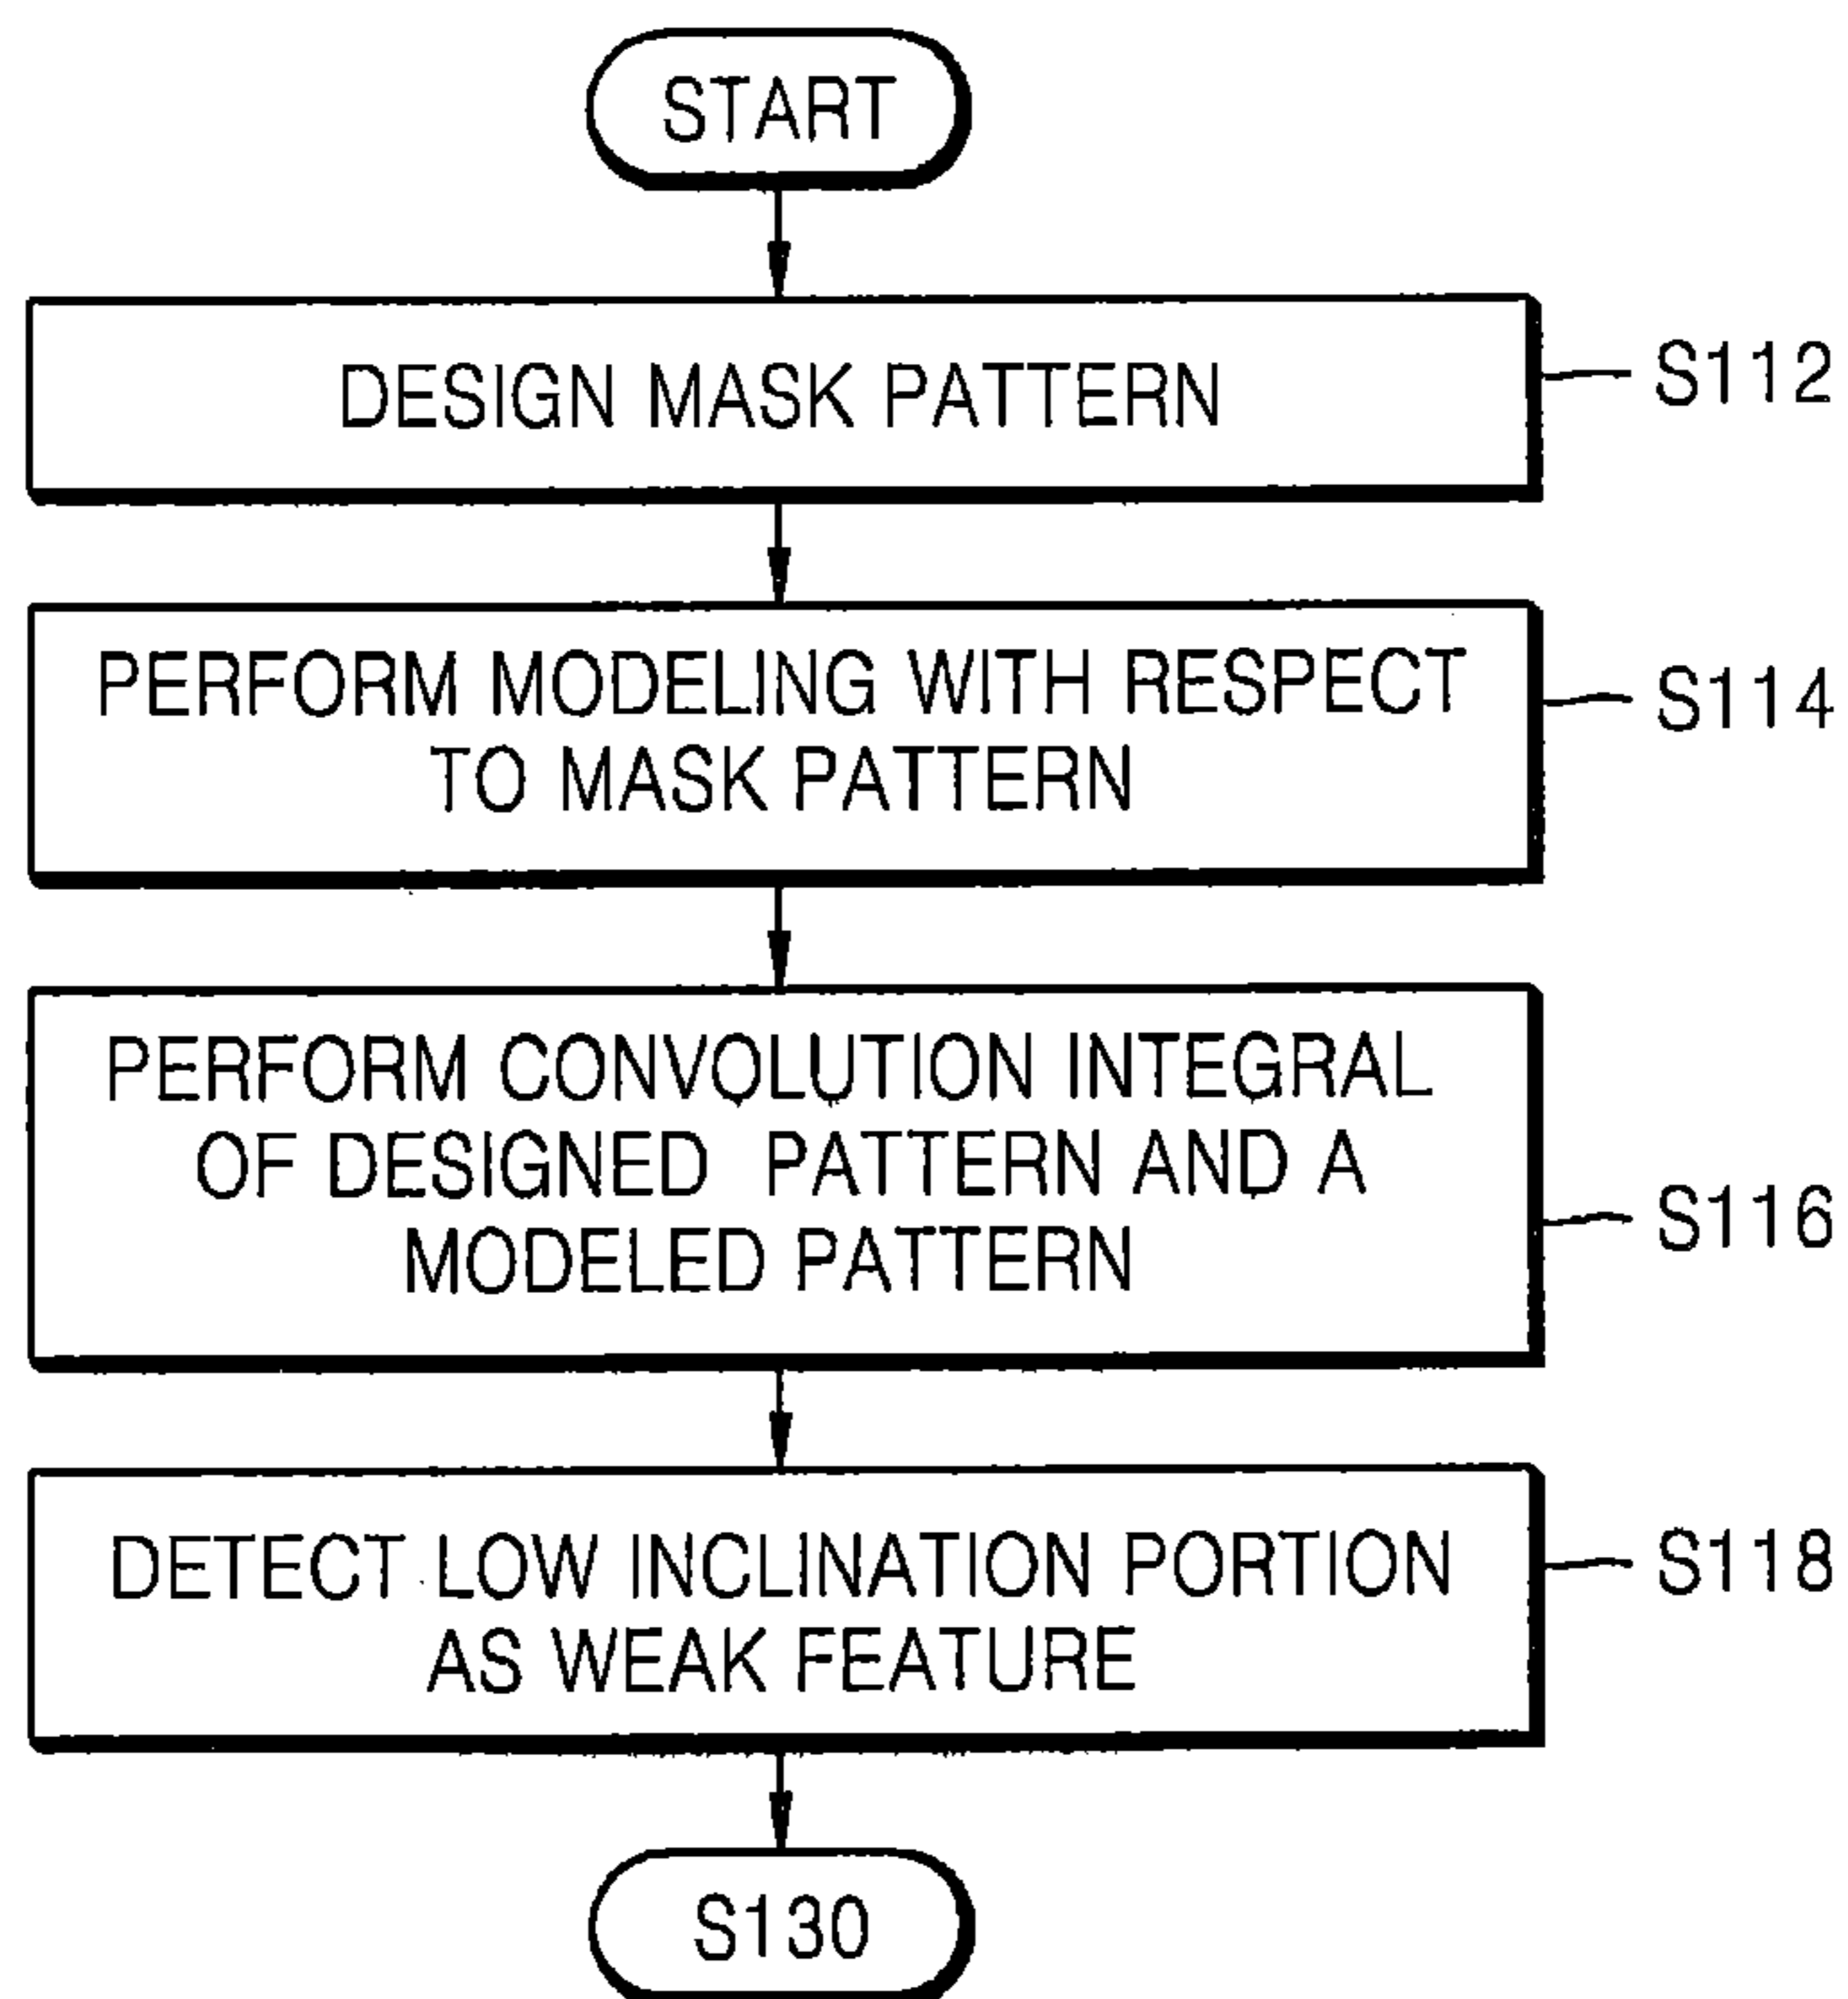 START
DESIGN MASK PATTERN
S112
PERFORM MODELING WITH RESPECT
TO MASK PATTERN
S114
PERFORM CONVOLUTION INTEGRAL
OF DESIGNED PATTERN AND A
MODELED PATTERN
S116
DETECT LOW INCLINATION PORTION
AS WEAK FEATURE
S118
S130